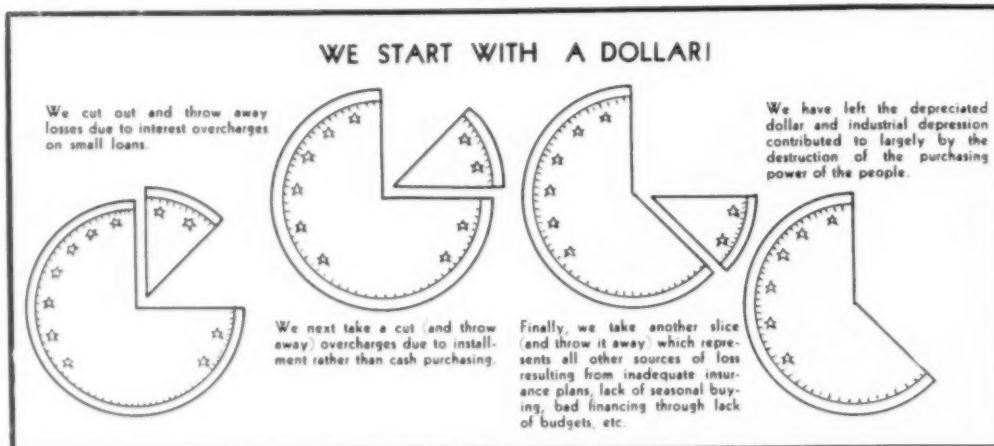 WE START WITH A DOLLAR!
We cut out and throw away
losses due to interest overcharges
on small loans.
We next take a cut (and throw
away) overcharges due to install-
ment rather than cash purchasing.
Finally, we take another slice
(and throw it away) which repre-
sents all other sources of loss
resulting from inadequate insur-
ance plans, lack of seasonal buy-
ing, bad financing through lack
of budgets, etc.
We have left the depreciated
dollar and industrial depression
contributed to largely by the
destruction of the purchasing
power of the people.